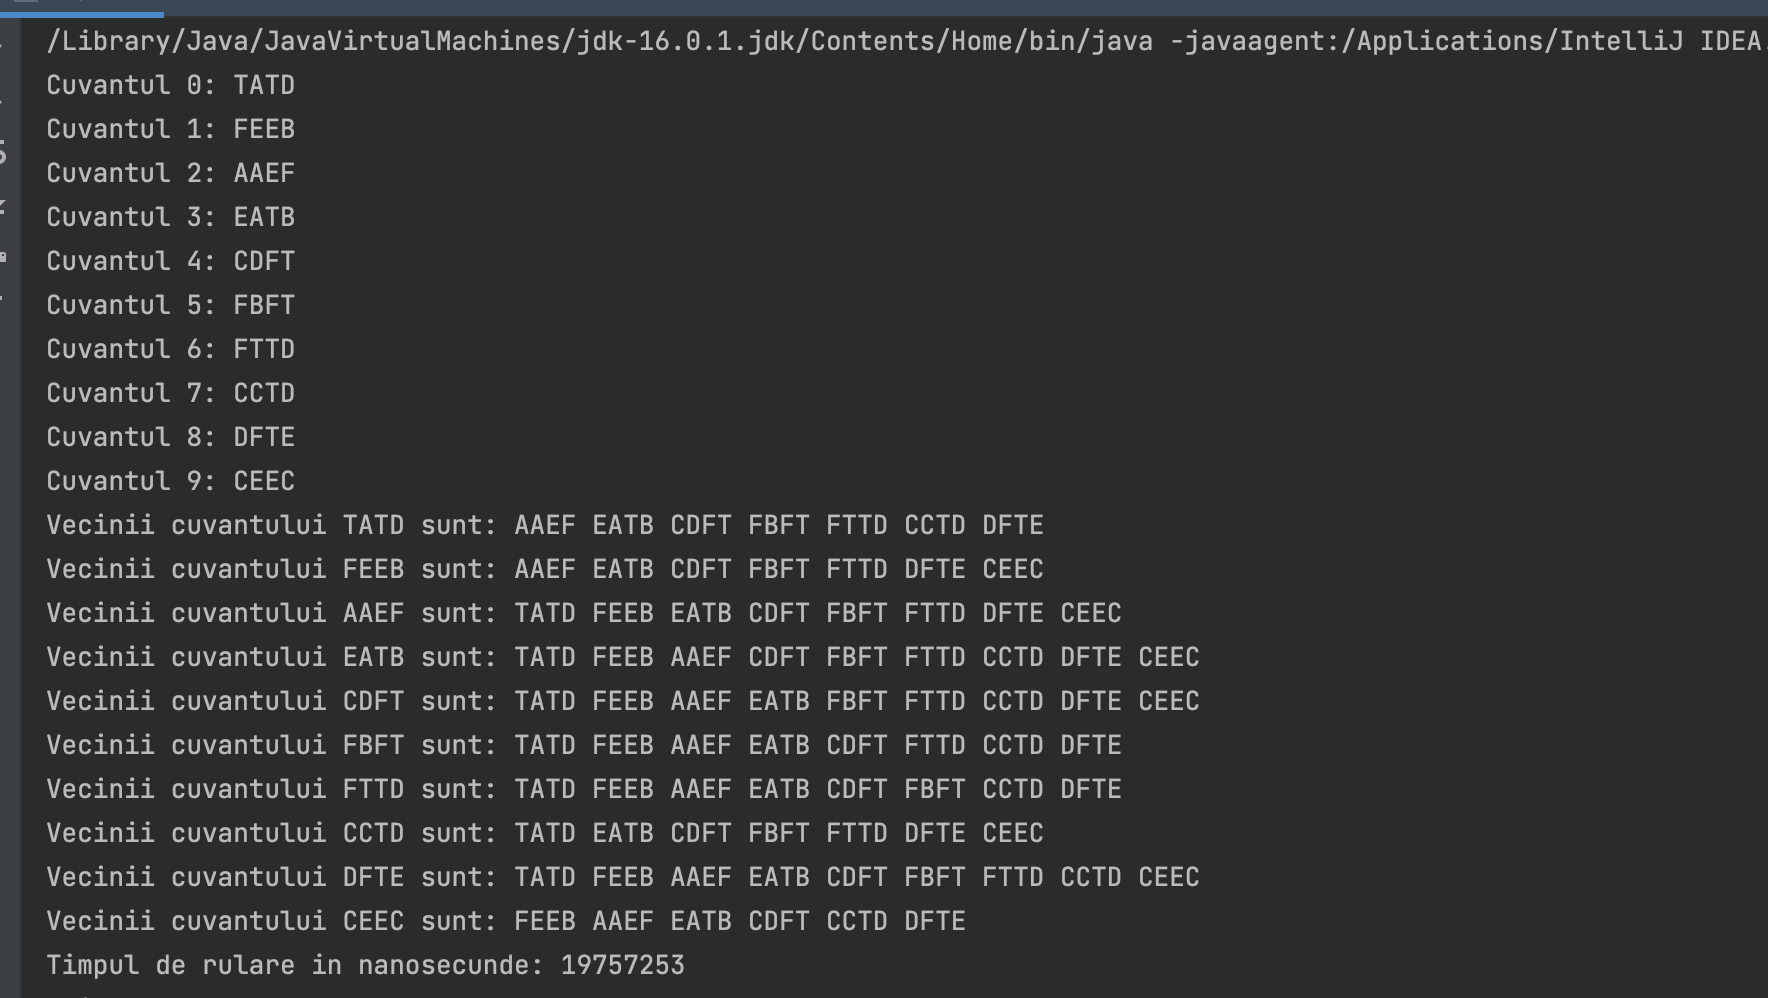 /Library/Java/JavaVirtualMachines/jdk-16.0.1.jdk/Contents/Home/bin/java -javaagent:/Applications/IntelliJ IDEA
Cuvantul 0: TATD
Cuvantul 1: FEEB
Cuvantul 2: AAEF
Cuvantul 3: EATB
Cuvantul 4: CDFT
Cuvantul 5: FBFT
Cuvantul 6: FTTD
Cuvantul 7: CCTD
Cuvantul 8: DFTE
Cuvantul 9: CEEC
Vecinii cuvantului TATD sunt: AAEF EATB CDFT FBFT FTTD CCTD DFTE
Vecinii cuvantului FEEB sunt: AAEF EATB CDFT FBFT FTTD DFTE CEEC
Vecinii cuvantului AAEF sunt: TATD FEEB EATB CDFT FBFT FTTD DFTE CEEC
Vecinii cuvantului EATB sunt: TATD FEEB AAEF CDFT FBFT FTTD CCTD DFTE CEEC
Vecinii cuvantului CDFT sunt: TATD FEEB AAEF EATB FBFT FTTD CCTD DFTE CEEC
Vecinii cuvantului FBFT sunt: TATD FEEB AAEF EATB CDFT FTTD CCTD DFTE
Vecinii cuvantului FTTD sunt: TATD FEEB AAEF EATB CDFT FBFT CCTD DFTE
Vecinii cuvantului CCTD sunt: TATD EATB CDFT FBFT FTTD DFTE CEEC
Vecinii cuvantului DFTE sunt: TATD FEEB AAEF EATB CDFT FBFT FTTD CCTD CEEC
Vecinii cuvantului CEEC sunt: FEEB AAEF EATB CDFT CCTD DFTE
Timpul de rulare in nanosecunde: 19757253